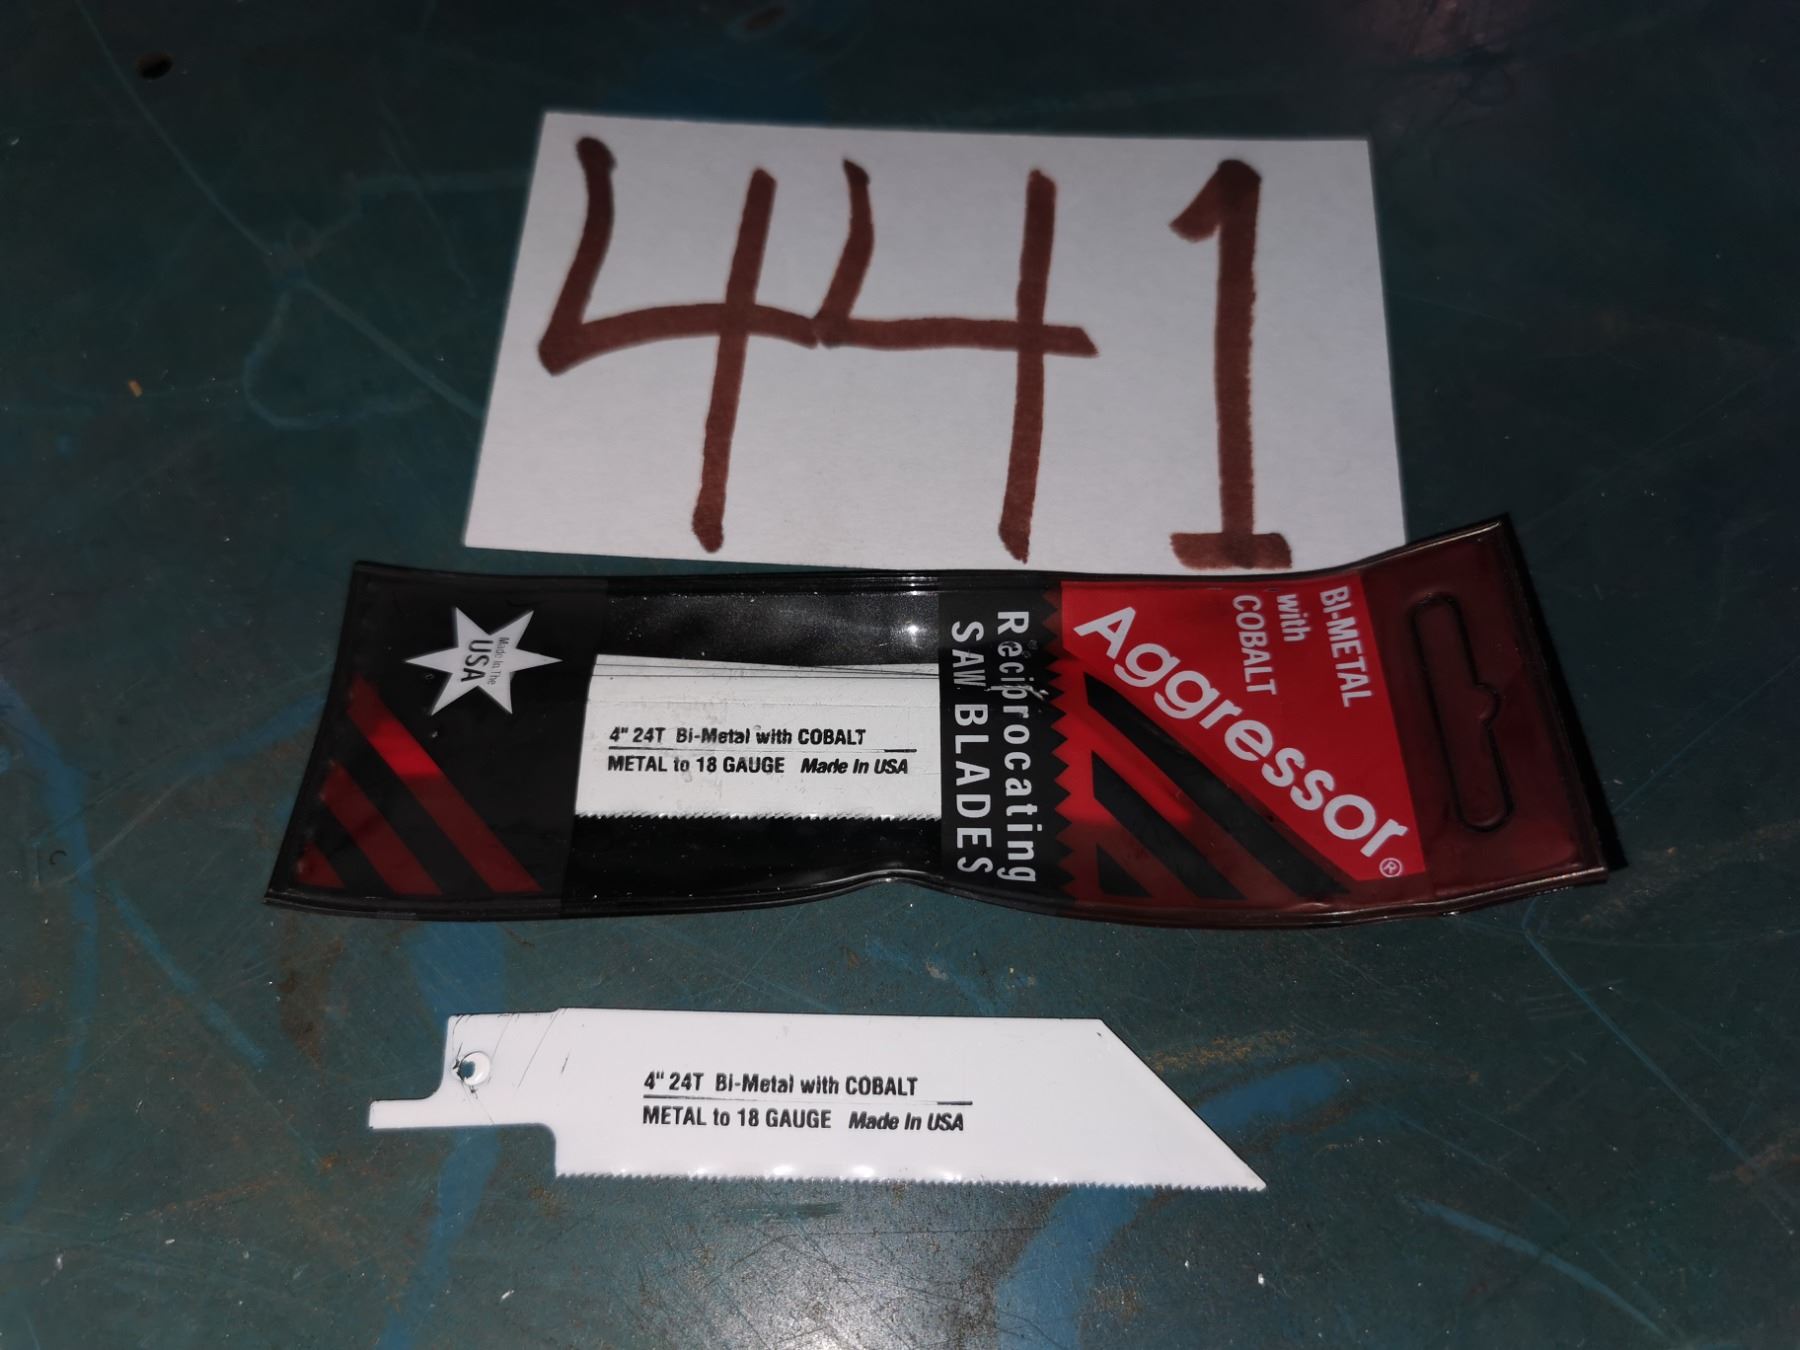 441
Made In The
USA
4" 24T Bi-Metal with COBALT
METAL to 18 GAUGE Made In USA
Reciprocating
SAW BLADES
Aggressor®
BI-METAL
with
COBALT
4" 24T Bi-Metal with COBALT
METAL to 18 GAUGE Made In USA